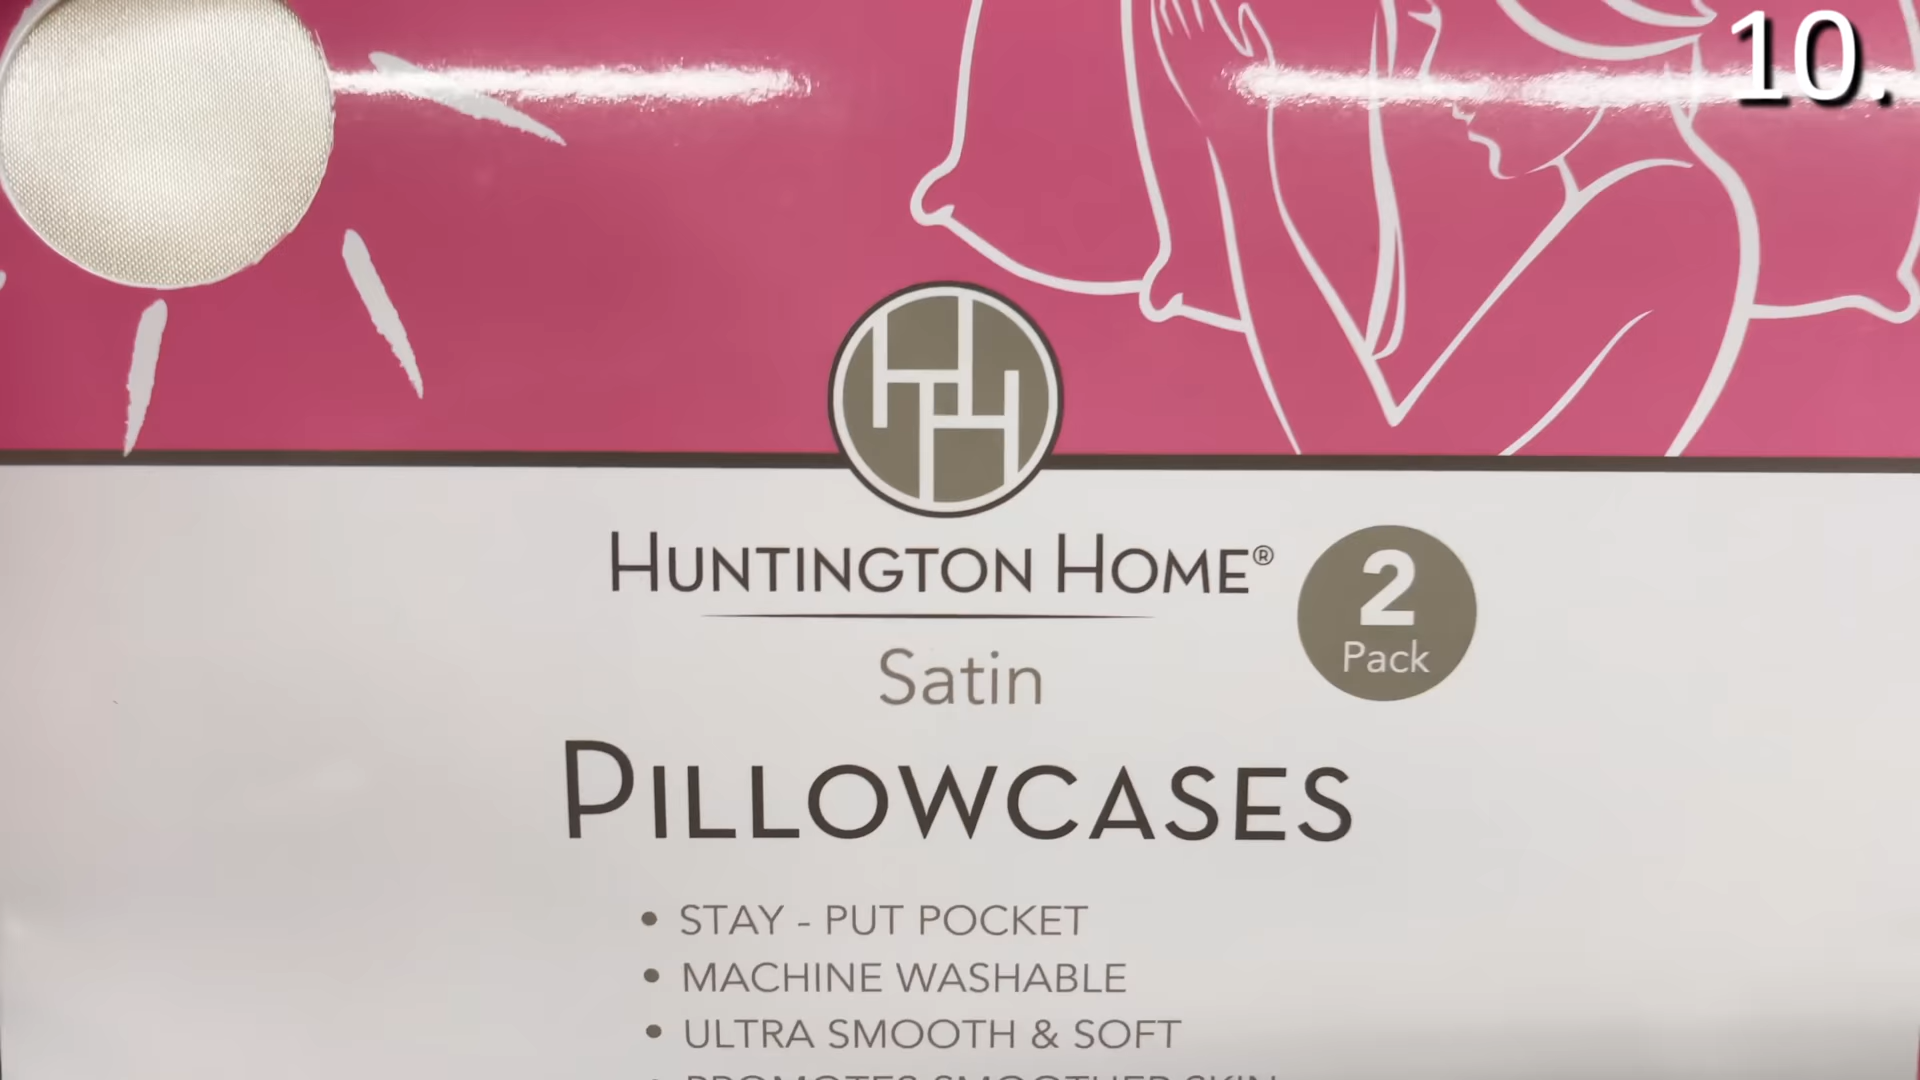 10.
HUNTINGTON HOME®
2
Pack
Satin
PILLOWCASES
• STAY - PUT POCKET
• MACHINE WASHABLE
• ULTRA SMOOTH & SOFT
• PROMOTES SMOOTHER SKIN